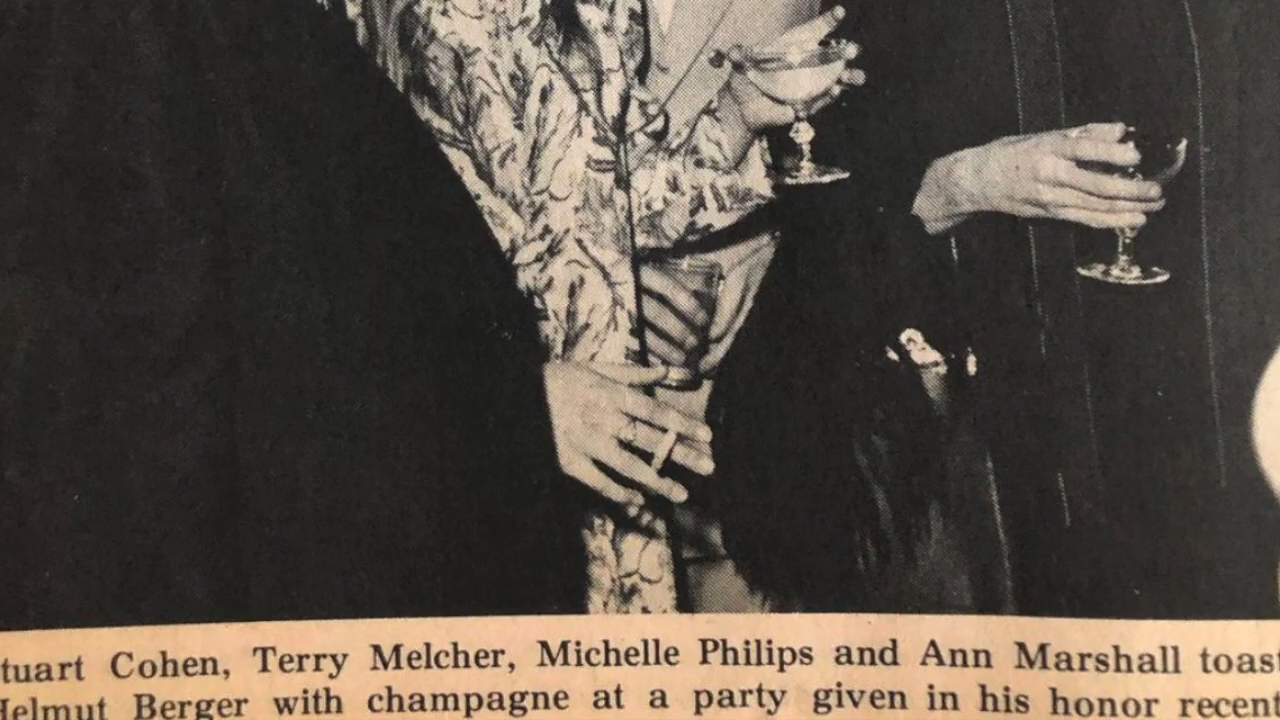 tuart Cohen, Terry Melcher, Michelle Philips and Ann Marshall toast
Helmut Berger with champagne at a party given in his honor recent